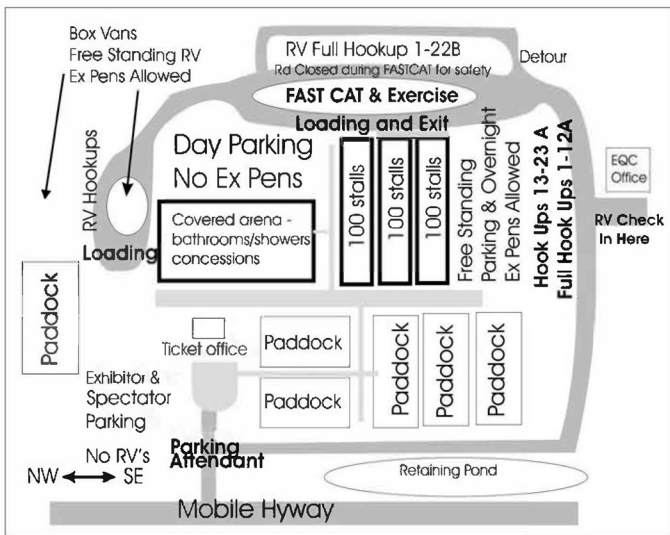 Box Vans
Free Standing RV
Ex Pens Allowed
RV Full Hookup 1-22B
Rd Closed during FASTCAT for safety
Detour
FAST CAT & Exercise
Loading and Exit
Day Parking
No Ex Pens
RV Hookups
Loading
Covered arena -
bathrooms/showers
concessions
100 stalls
100 stalls
100 stalls
Free Standing
Parking & Overnight
Ex Pens Allowed
Hook Ups 13-23 A
Full Hook Ups 1-12A
EQC
Office
RV Check
In Here
Paddock
Ticket office
Paddock
Paddock
Paddock
Paddock
Paddock
Exhibitor &
Spectator
Parking
No RV's
NW SE
Parking
Attendant
Retaining Pond
Mobile Hyway